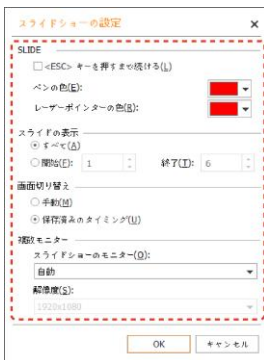 スライドショーの設定
SLIDE
<ESC> キーを押すまで続ける(L)
ペンの色(E):
レーザーポインターの色(R):
スライドの表示
すべて(A)
開始(F): 1 終了(T): 6
画面切り替え
手動(M)
保存済みのタイミング(U)
複数モニター
スライドショーのモニター(O):
自動
解像度(S):
1920x1080
OK キャンセル